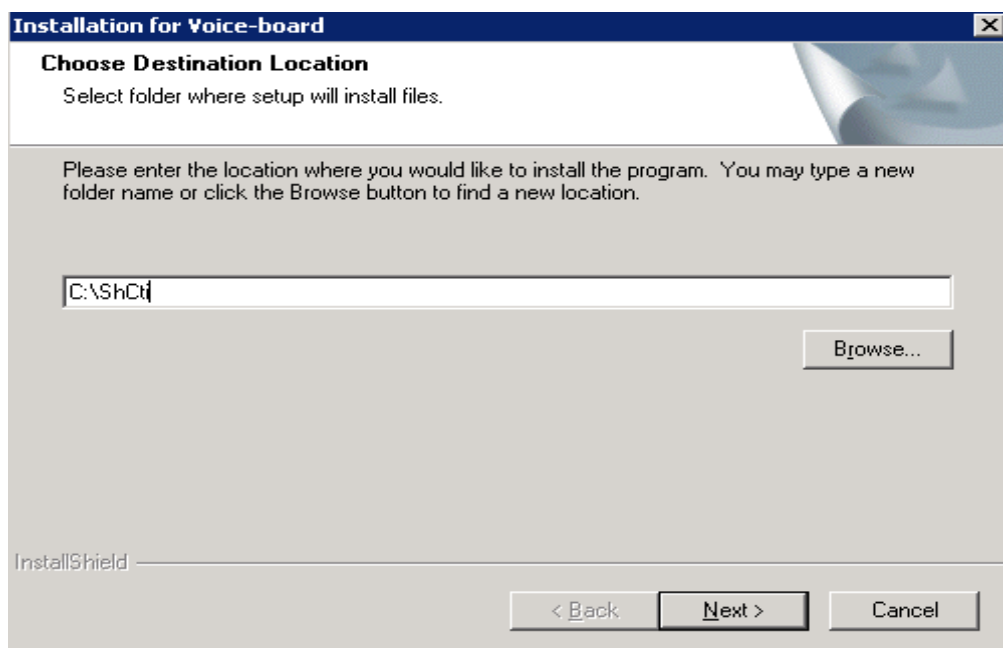 Installation for Voice-board
Choose Destination Location
Select folder where setup will install files.
Please enter the location where you would like to install the program. You may type a new
folder name or click the Browse button to find a new location.
C:\ShCti
Browse...
InstallShield
< Back Next > Cancel